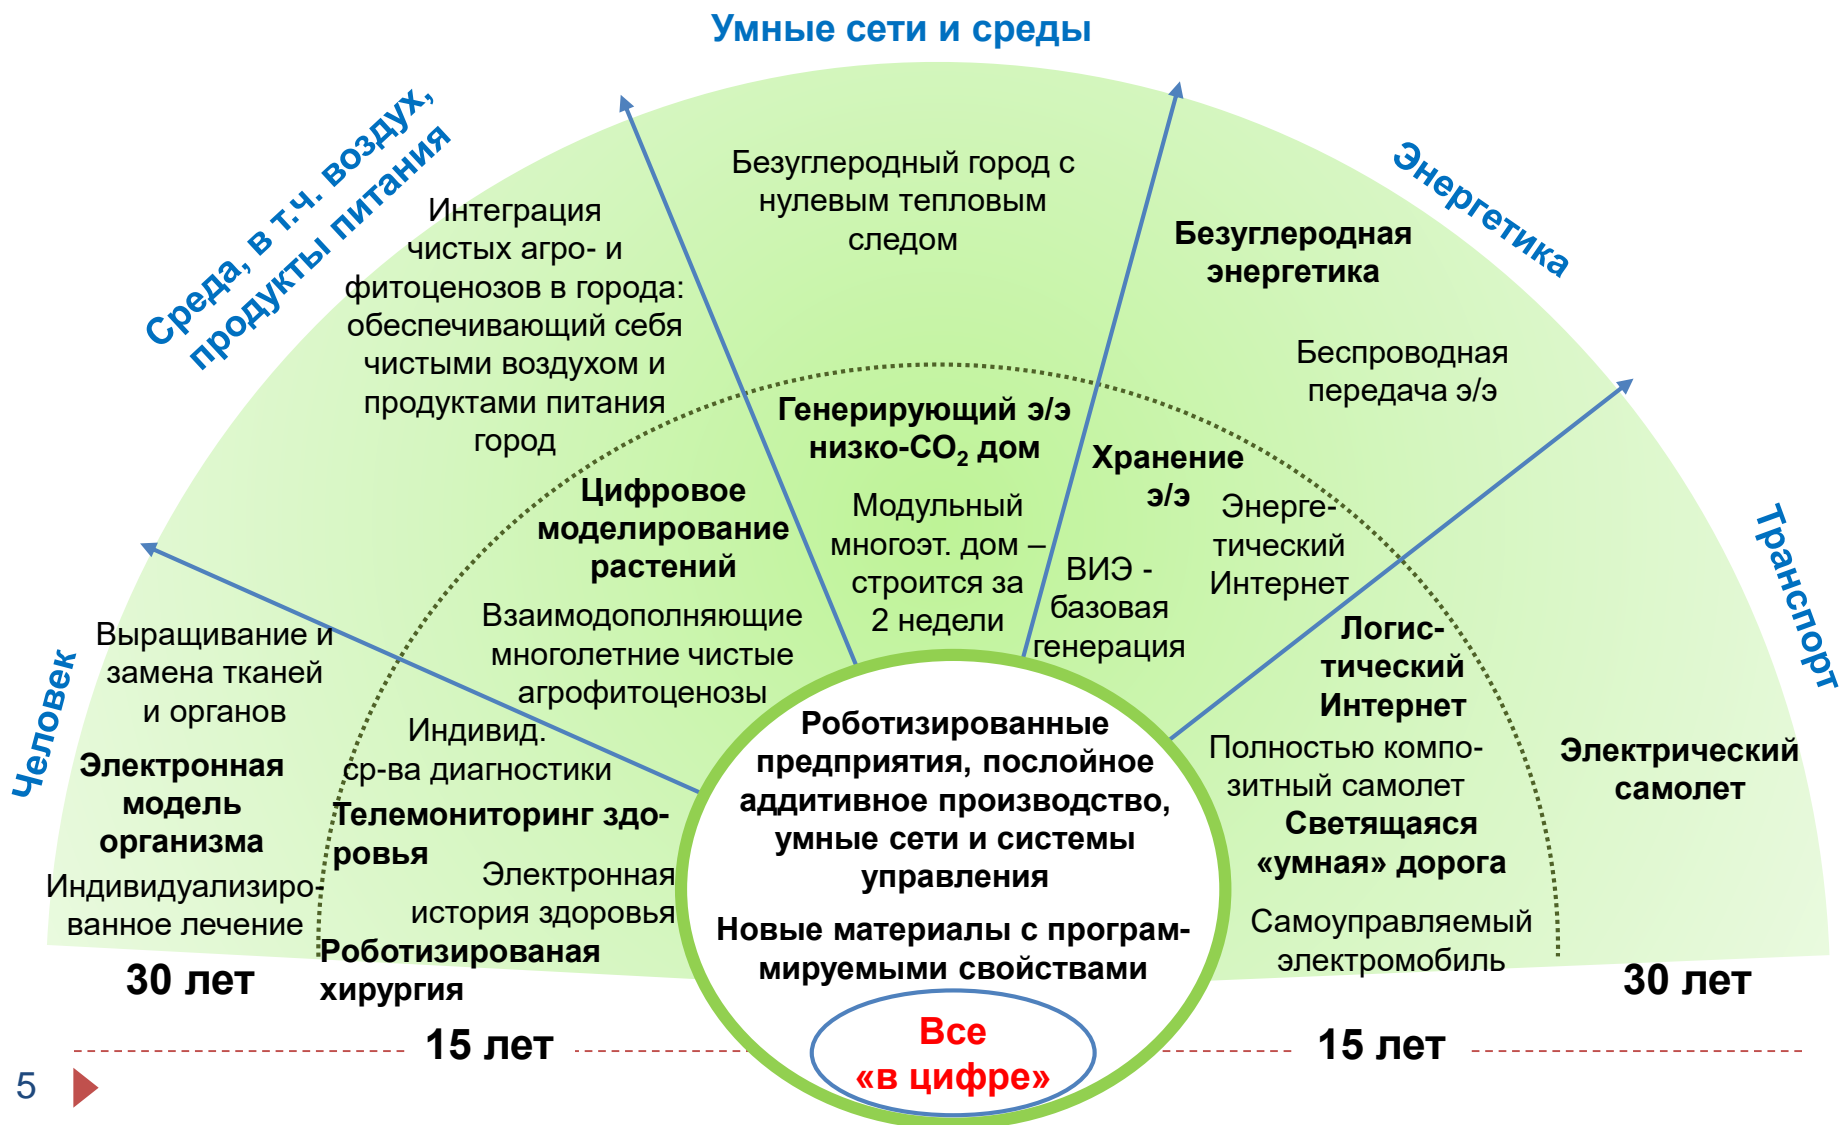 Умные сети и среды
Среда, в т.ч. воздух,
продукты питания
Энергетика
Транспорт
Человек
Интеграция
чистых агро- и
фитоценозов в города:
обеспечивающий себя
чистыми воздухом и
продуктами питания
город
Безуглеродный город с
нулевым тепловым
следом
Безуглеродная
энергетика
Беспроводная
передача э/э
Цифровое
моделирование
растений
Взаимодополняющие
многолетние чистые
агрофитоценозы
Генерирующий э/э
низко-CO₂ дом
Модульный
многоэт. дом –
строится за
2 недели
Хранение
э/э
Энерге-
тический
Интернет
ВИЭ -
базовая
генерация
Выращивание и
замена тканей
и органов
Электронная
модель
организма
Индивидуализиро-
ванное лечение
Индивид.
ср-ва диагностики
Телемониторинг здо-
ровья
Электронная
история здоровья
Роботизированая
хирургия
Логис-
тический
Интернет
Полностью компо-
зитный самолет
Светящаяся
«умная» дорога
Самоуправляемый
электромобиль
Электрический
самолет
Роботизированные
предприятия, послойное
аддитивное производство,
умные сети и системы
управления
Новые материалы с програм-
мируемыми свойствами
Все
«в цифре»
30 лет
15 лет
15 лет
30 лет
5